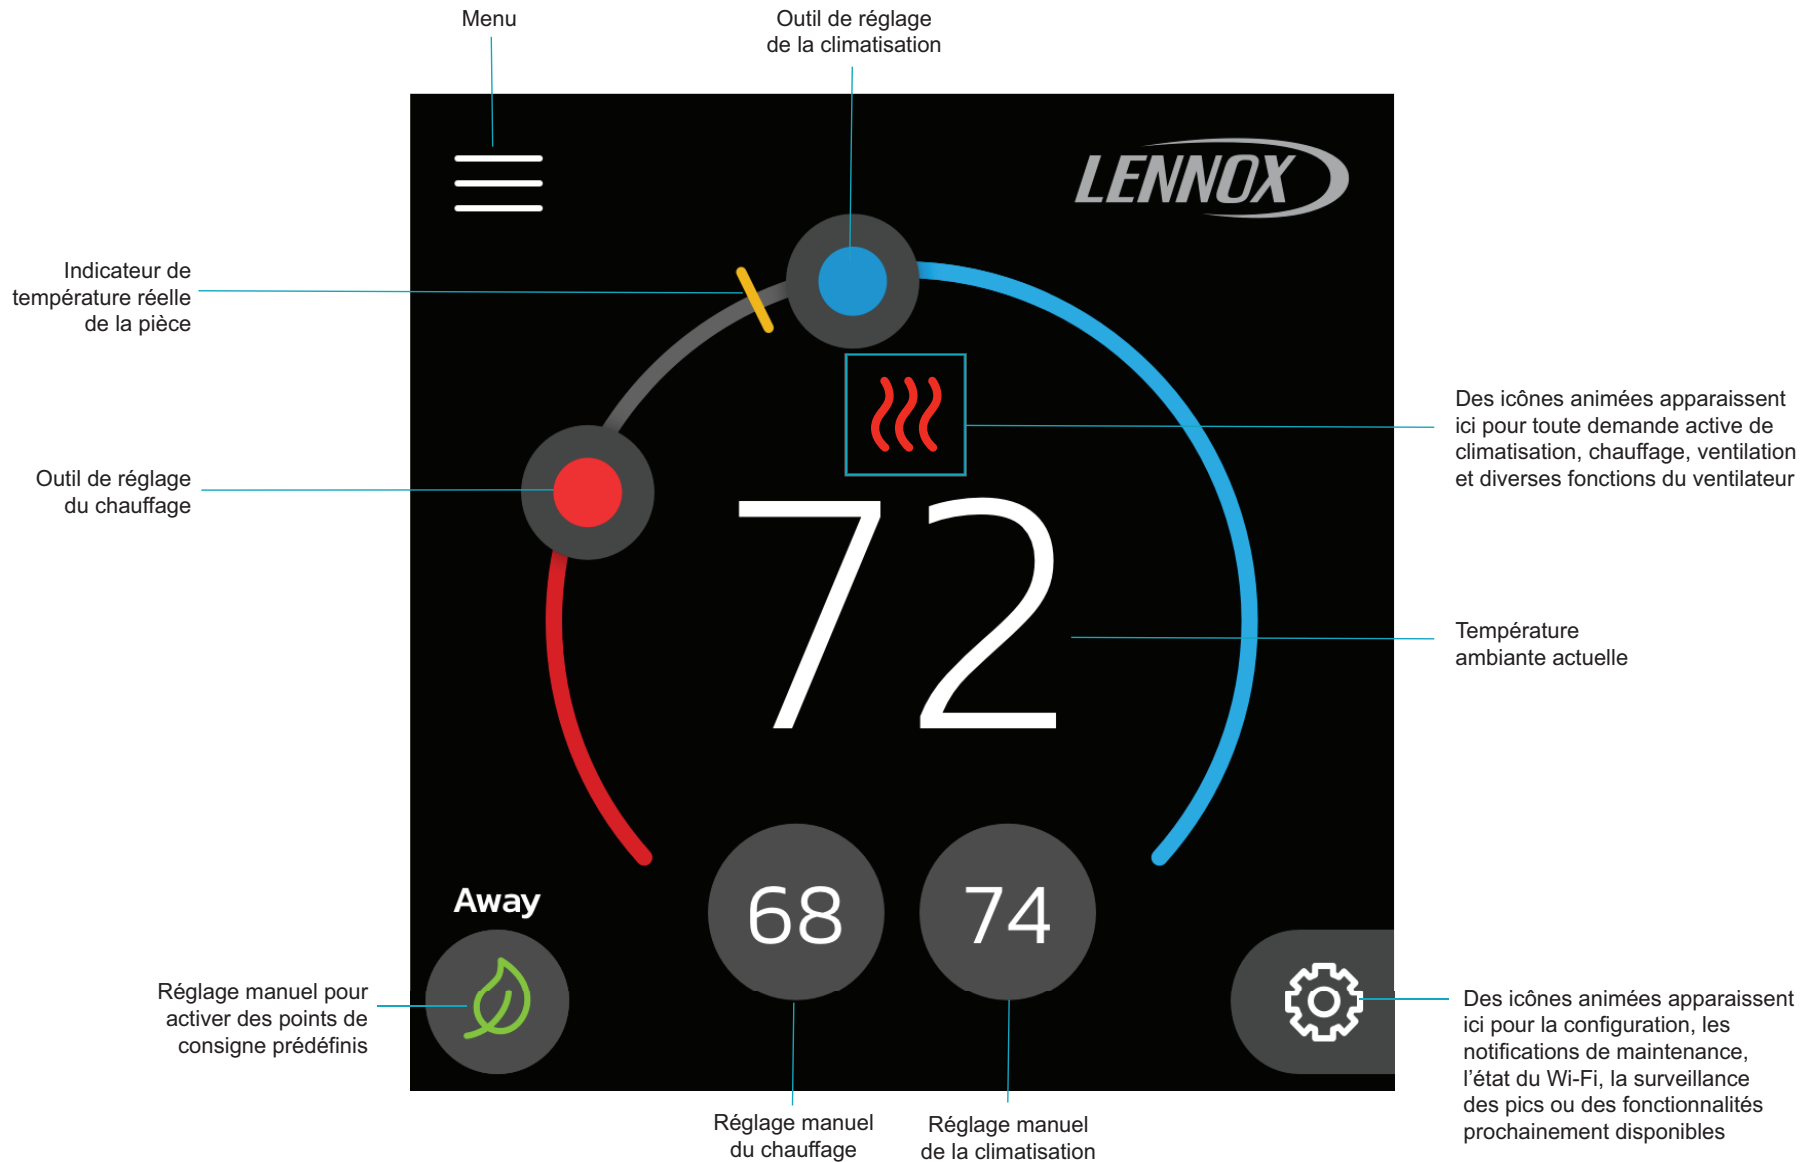 Menu
Outil de réglage
de la climatisation
LENNOX
Indicateur de
température réelle
de la pièce
Des icônes animées apparaissent
ici pour toute demande active de
climatisation, chauffage, ventilation
et diverses fonctions du ventilateur
Outil de réglage
du chauffage
72
Température
ambiante actuelle
Away
68
74
Réglage manuel pour
activer des points de
consigne prédéfinis
Des icônes animées apparaissent
ici pour la configuration, les
notifications de maintenance,
l’état du Wi-Fi, la surveillance
des pics ou des fonctionnalités
prochainement disponibles
Réglage manuel
du chauffage
Réglage manuel
de la climatisation